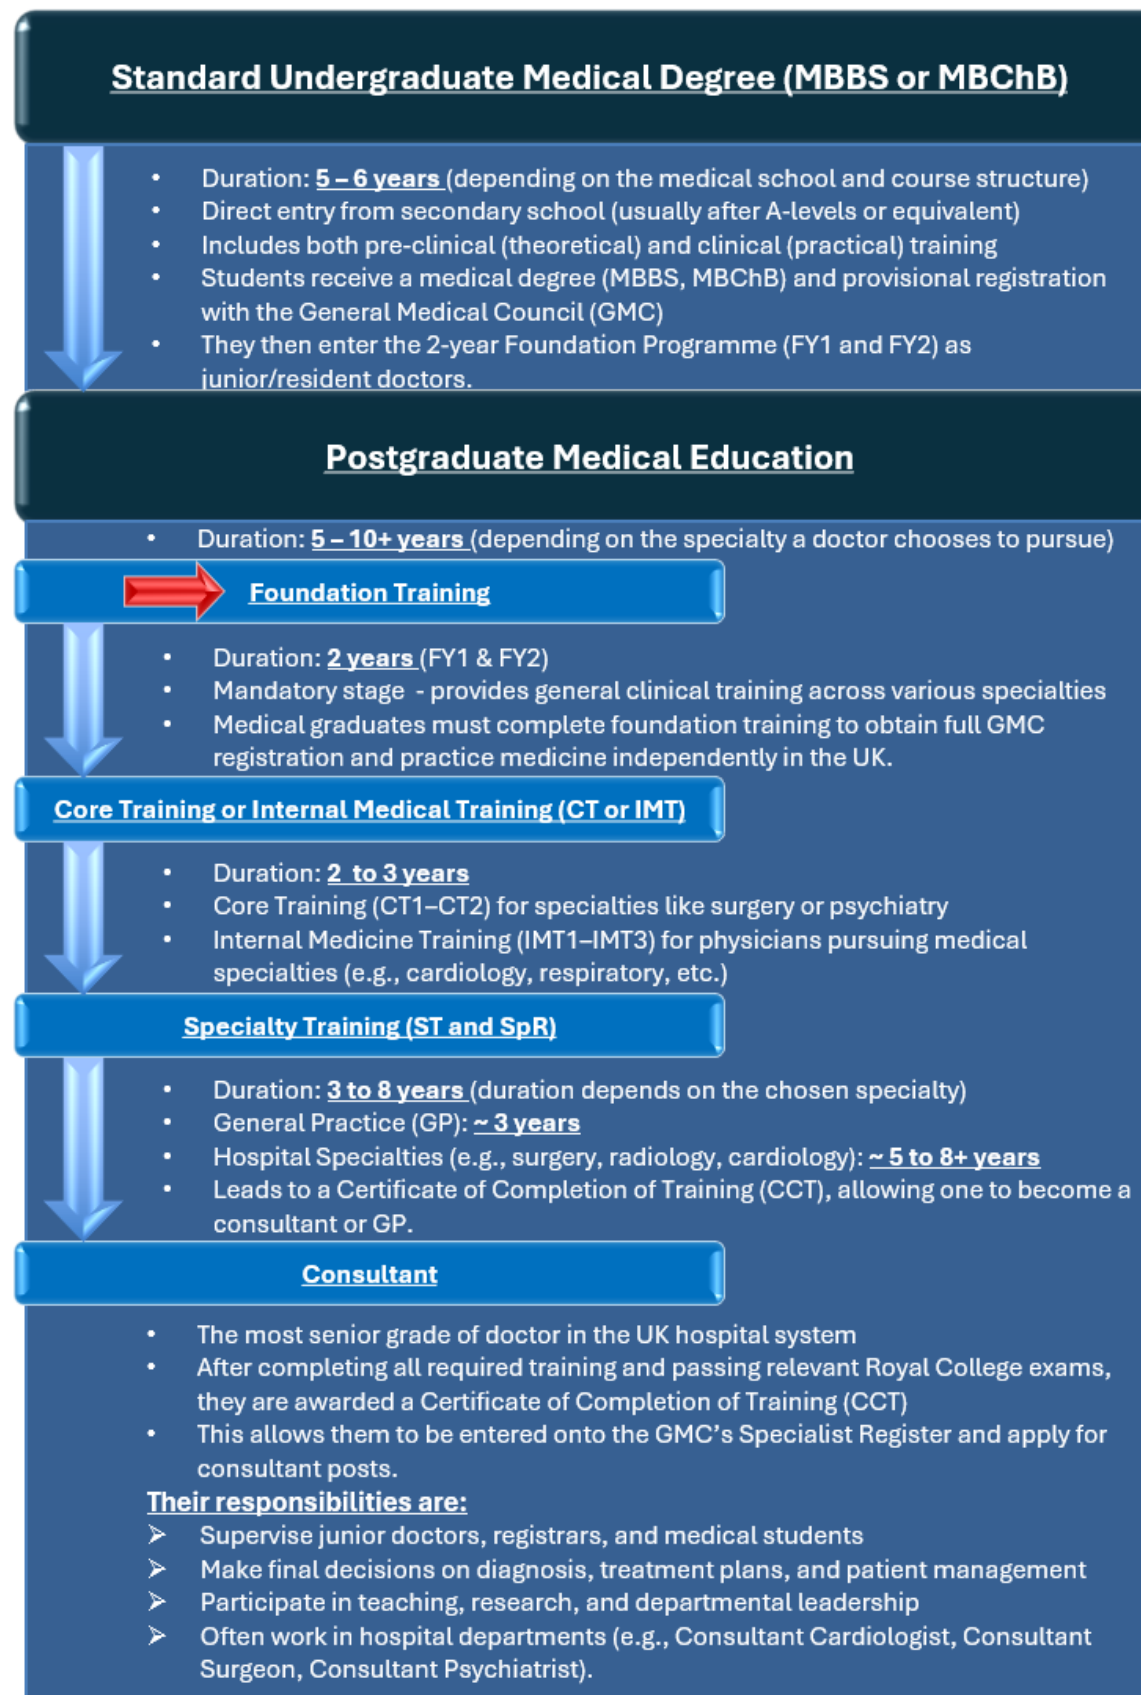 Standard Undergraduate Medical Degree (MBBS or MBChB)
• Duration: 5 – 6 years (depending on the medical school and course structure)
• Direct entry from secondary school (usually after A-levels or equivalent)
• Includes both pre-clinical (theoretical) and clinical (practical) training
• Students receive a medical degree (MBBS, MBChB) and provisional registration
with the General Medical Council (GMC)
• They then enter the 2-year Foundation Programme (FY1 and FY2) as
junior/resident doctors.
Postgraduate Medical Education
• Duration: 5 – 10+ years (depending on the specialty a doctor chooses to pursue)
Foundation Training
• Duration: 2 years (FY1 & FY2)
• Mandatory stage - provides general clinical training across various specialties
• Medical graduates must complete foundation training to obtain full GMC
registration and practice medicine independently in the UK.
Core Training or Internal Medical Training (CT or IMT)
• Duration: 2 to 3 years
• Core Training (CT1–CT2) for specialties like surgery or psychiatry
• Internal Medicine Training (IMT1–IMT3) for physicians pursuing medical
specialties (e.g., cardiology, respiratory, etc.)
Specialty Training (ST and SpR)
• Duration: 3 to 8 years (duration depends on the chosen specialty)
• General Practice (GP): ~ 3 years
• Hospital Specialties (e.g., surgery, radiology, cardiology): ~ 5 to 8+ years
• Leads to a Certificate of Completion of Training (CCT), allowing one to become a
consultant or GP.
Consultant
• The most senior grade of doctor in the UK hospital system
• After completing all required training and passing relevant Royal College exams,
they are awarded a Certificate of Completion of Training (CCT)
• This allows them to be entered onto the GMC’s Specialist Register and apply for
consultant posts.
Their responsibilities are:
➢ Supervise junior doctors, registrars, and medical students
➢ Make final decisions on diagnosis, treatment plans, and patient management
➢ Participate in teaching, research, and departmental leadership
➢ Often work in hospital departments (e.g., Consultant Cardiologist, Consultant
Surgeon, Consultant Psychiatrist).